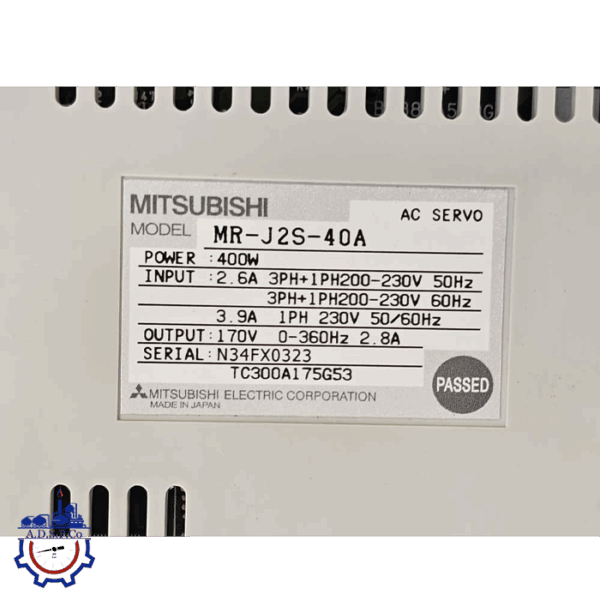 MITSUBISHI
AC SERVO
MODEL MR-J2S-40A
POWER : 400W
INPUT : 2.6A 3PH+1PH200-230V 50Hz
3PH+1PH200-230V 60Hz
3.9A 1PH 230V 50/60Hz
OUTPUT: 170V 0-360Hz 2.8A
SERIAL: N34FX0323
TC300A175G53
PASSED
MITSUBISHI ELECTRIC CORPORATION
MADE IN JAPAN